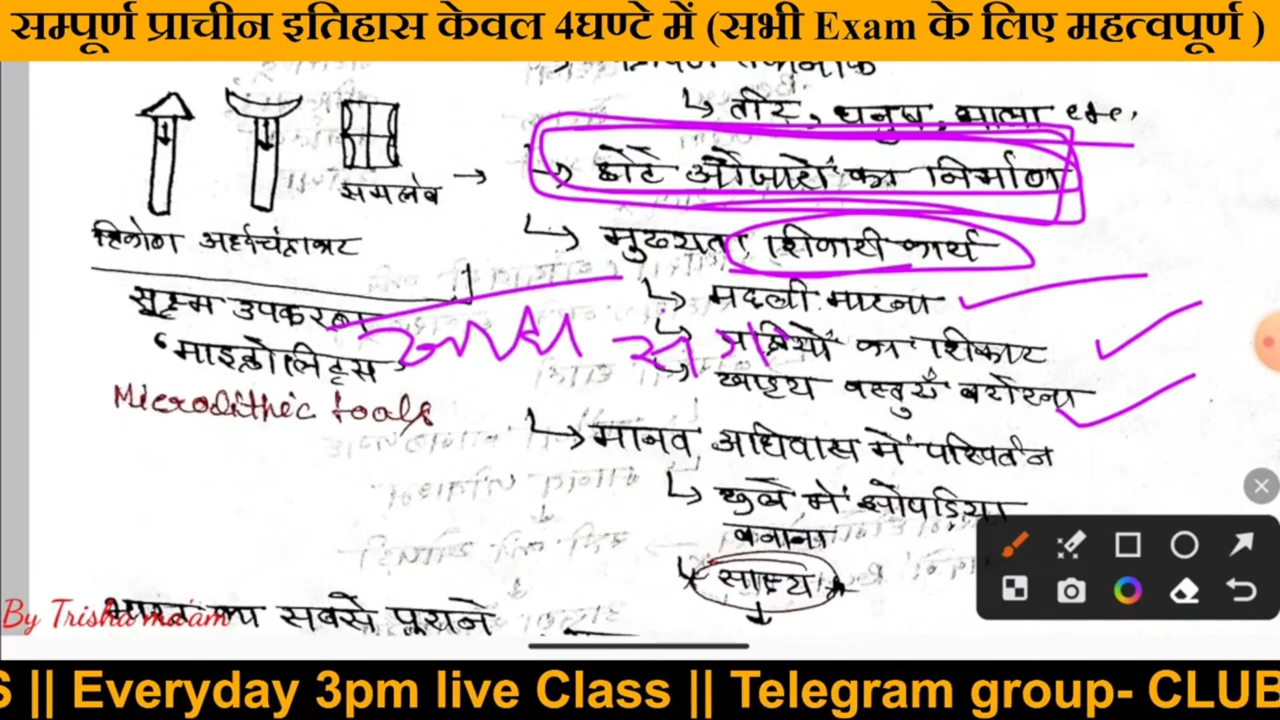 सम्पूर्ण प्राचीन इतिहास केवल 4घण्टे में (सभी Exam के लिए महत्वपूर्ण )
↳ तीर, धनुष, भाला etc.
→ छोटे औजारों का निर्माण
समलंब →
त्रिकोण अर्द्धचंद्राकार
↳ मुख्यतः शिकारी कार्य
सूक्ष्म उपकरण
↳ मछली मारना
↳ पक्षियों का शिकार
'माइक्रोलिट्स'
↳ खाद्य वस्तुएँ बटोरना
Microlithic tools
↳ मानव अधिवास में परिवर्तन
↳ खुले में झोपड़िया
बनाना
↳ साक्ष्य
By Trisha ma'am
भारत का सबसे पुराने
S || Everyday 3pm live Class || Telegram group- CLUB